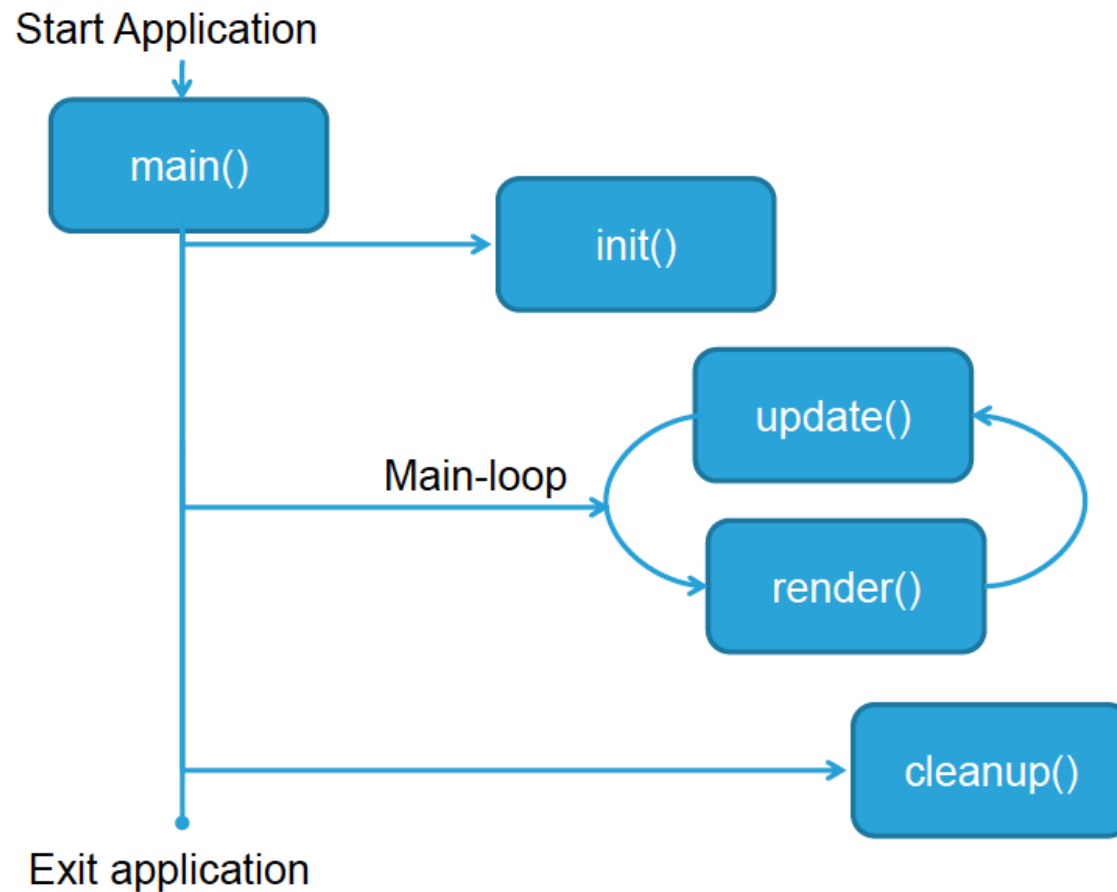 Start Application
main()
init()
update()
Main-loop
render()
cleanup()
Exit application